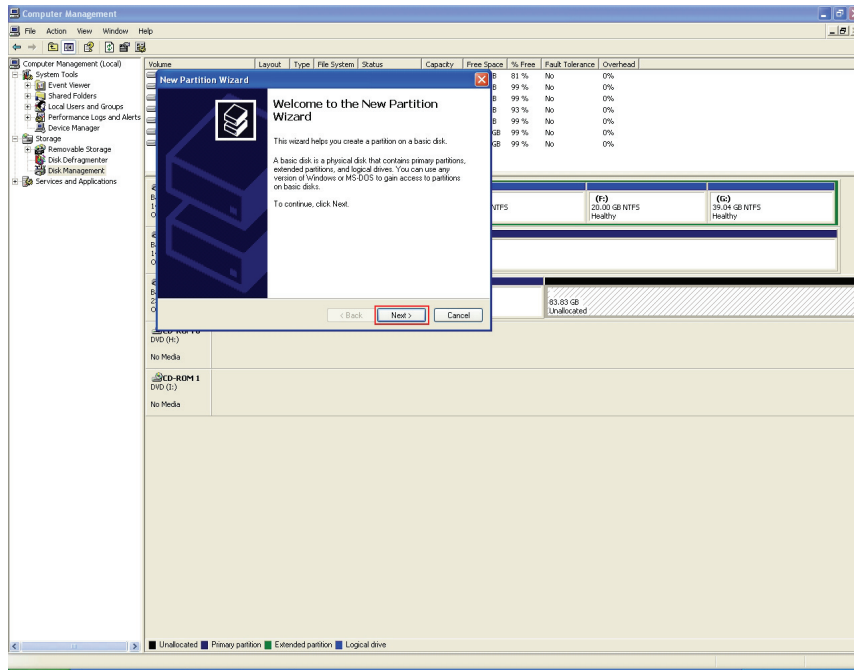 Computer Management
File Action View Window Help
Computer Management (Local)
System Tools
Event Viewer
Shared Folders
Local Users and Groups
Performance Logs and Alerts
Device Manager
Storage
Removable Storage
Disk Defragmenter
Disk Management
Services and Applications
Volume Layout Type File System Status Capacity Free Space % Free Fault Tolerance Overhead
B 81 % No 0%
B 99 % No 0%
B 99 % No 0%
B 93 % No 0%
GB 99 % No 0%
GB 99 % No 0%
New Partition Wizard
Welcome to the New Partition
Wizard
This wizard helps you create a partition on a basic disk.
A basic disk is a physical disk that contains primary partitions,
extended partitions, and logical drives. You can use any
version of Windows or MS-DOS to gain access to partitions
on basic disks.
To continue, click Next.
< Back Next > Cancel
NTFS
(F:)
20.00 GB NTFS
Healthy
(G:)
39.04 GB NTFS
Healthy
83.83 GB
Unallocated
DVD (H:)
No Media
CD-ROM 1
DVD (I:)
No Media
Unallocated Primary partition Extended partition Logical drive